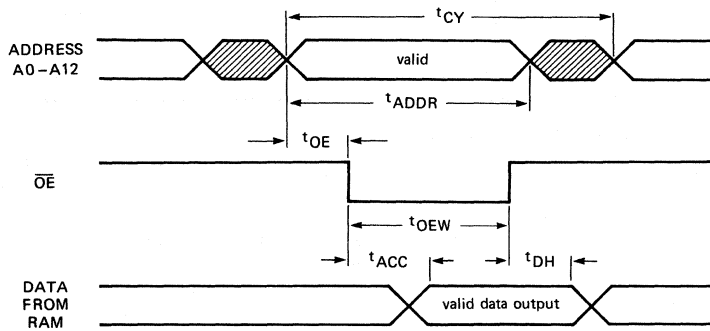 tCY
ADDRESS
A0–A12
valid
tADDR
tOE
OE
tOEW
tACC
tDH
DATA
FROM
RAM
valid data output